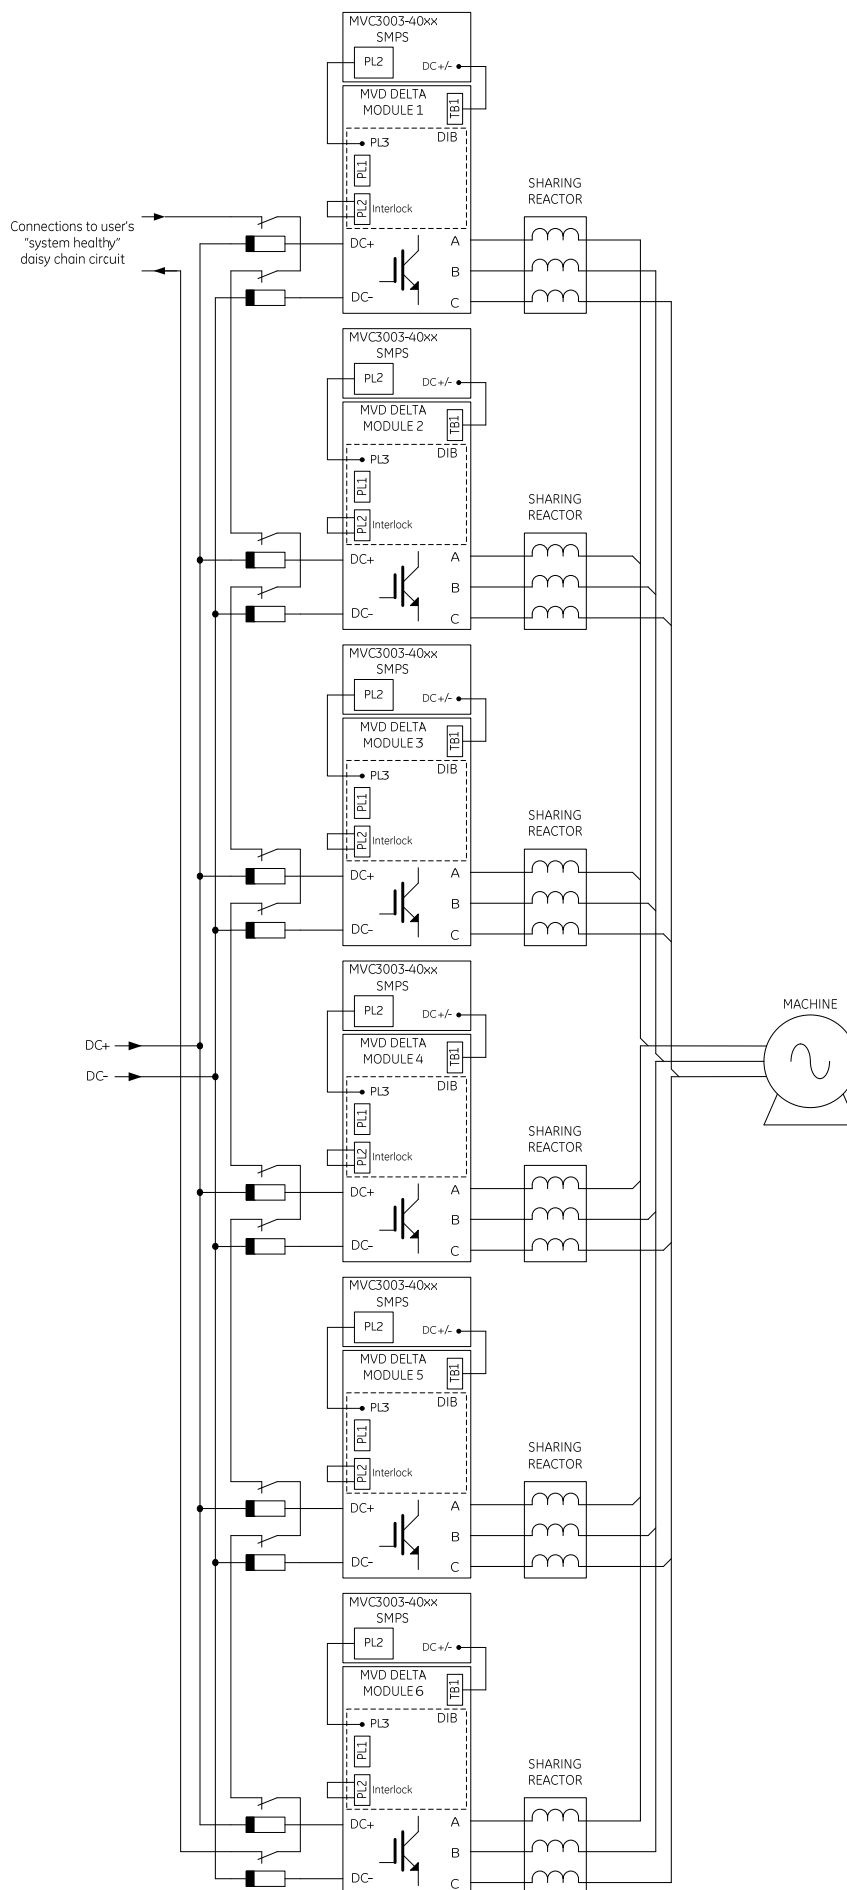 MVC3003-40xx
SMPS
PL2
DC+/-
MVD DELTA
MODULE 1
TB1
DIB
PL3
PL1
PL2
Interlock
SHARING
REACTOR
Connections to user's
"system healthy"
daisy chain circuit
DC+
DC-
A
B
C
MVC3003-40xx
SMPS
PL2
DC+/-
MVD DELTA
MODULE 2
TB1
DIB
PL3
PL1
PL2
Interlock
SHARING
REACTOR
DC+
DC-
A
B
C
MVC3003-40xx
SMPS
PL2
DC+/-
MVD DELTA
MODULE 3
TB1
DIB
PL3
PL1
PL2
Interlock
SHARING
REACTOR
DC+
DC-
A
B
C
MVC3003-40xx
SMPS
PL2
DC+/-
MACHINE
DC+
DC-
MVD DELTA
MODULE 4
TB1
DIB
PL3
PL1
PL2
Interlock
SHARING
REACTOR
DC+
DC-
A
B
C
MVC3003-40xx
SMPS
PL2
DC+/-
MVD DELTA
MODULE 5
TB1
DIB
PL3
PL1
PL2
Interlock
SHARING
REACTOR
DC+
DC-
A
B
C
MVC3003-40xx
SMPS
PL2
DC+/-
MVD DELTA
MODULE 6
TB1
DIB
PL3
PL1
PL2
Interlock
SHARING
REACTOR
DC+
DC-
A
B
C